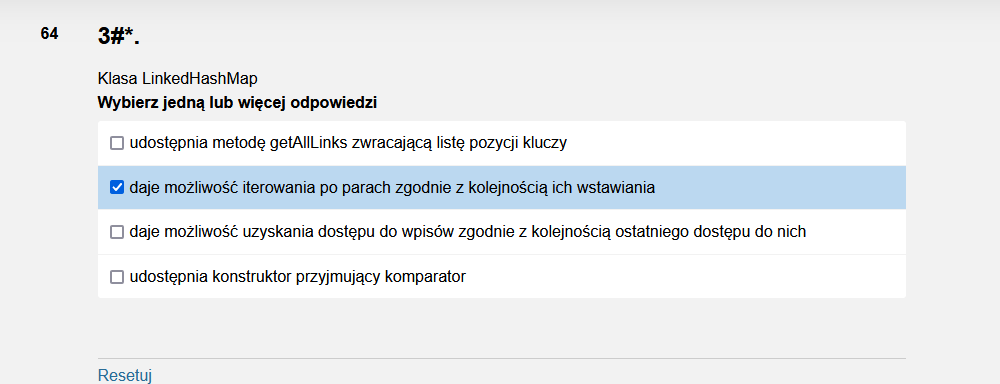 64
3#*.
Klasa LinkedHashMap
Wybierz jedną lub więcej odpowiedzi
udostępnia metodę getAllLinks zwracającą listę pozycji kluczy
daje możliwość iterowania po parach zgodnie z kolejnością ich wstawiania
daje możliwość uzyskania dostępu do wpisów zgodnie z kolejnością ostatniego dostępu do nich
udostępnia konstruktor przyjmujący komparator
Resetuj